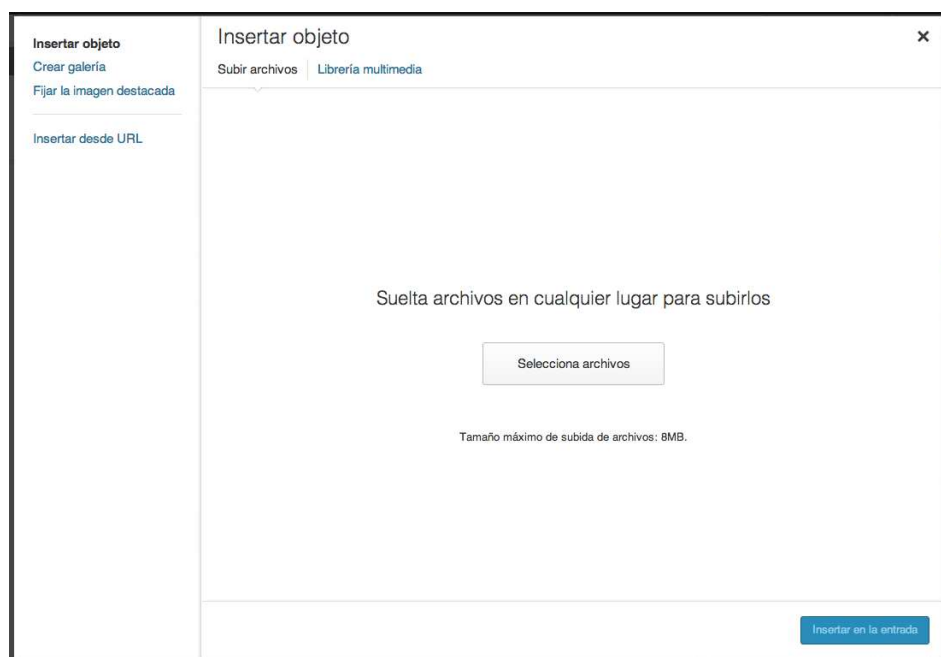 Insertar objeto
Crear galería
Fijar la imagen destacada
Insertar desde URL
Insertar objeto
Subir archivos Librería multimedia
Suelta archivos en cualquier lugar para subirlos
Selecciona archivos
Tamaño máximo de subida de archivos: 8MB.
Insertar en la entrada